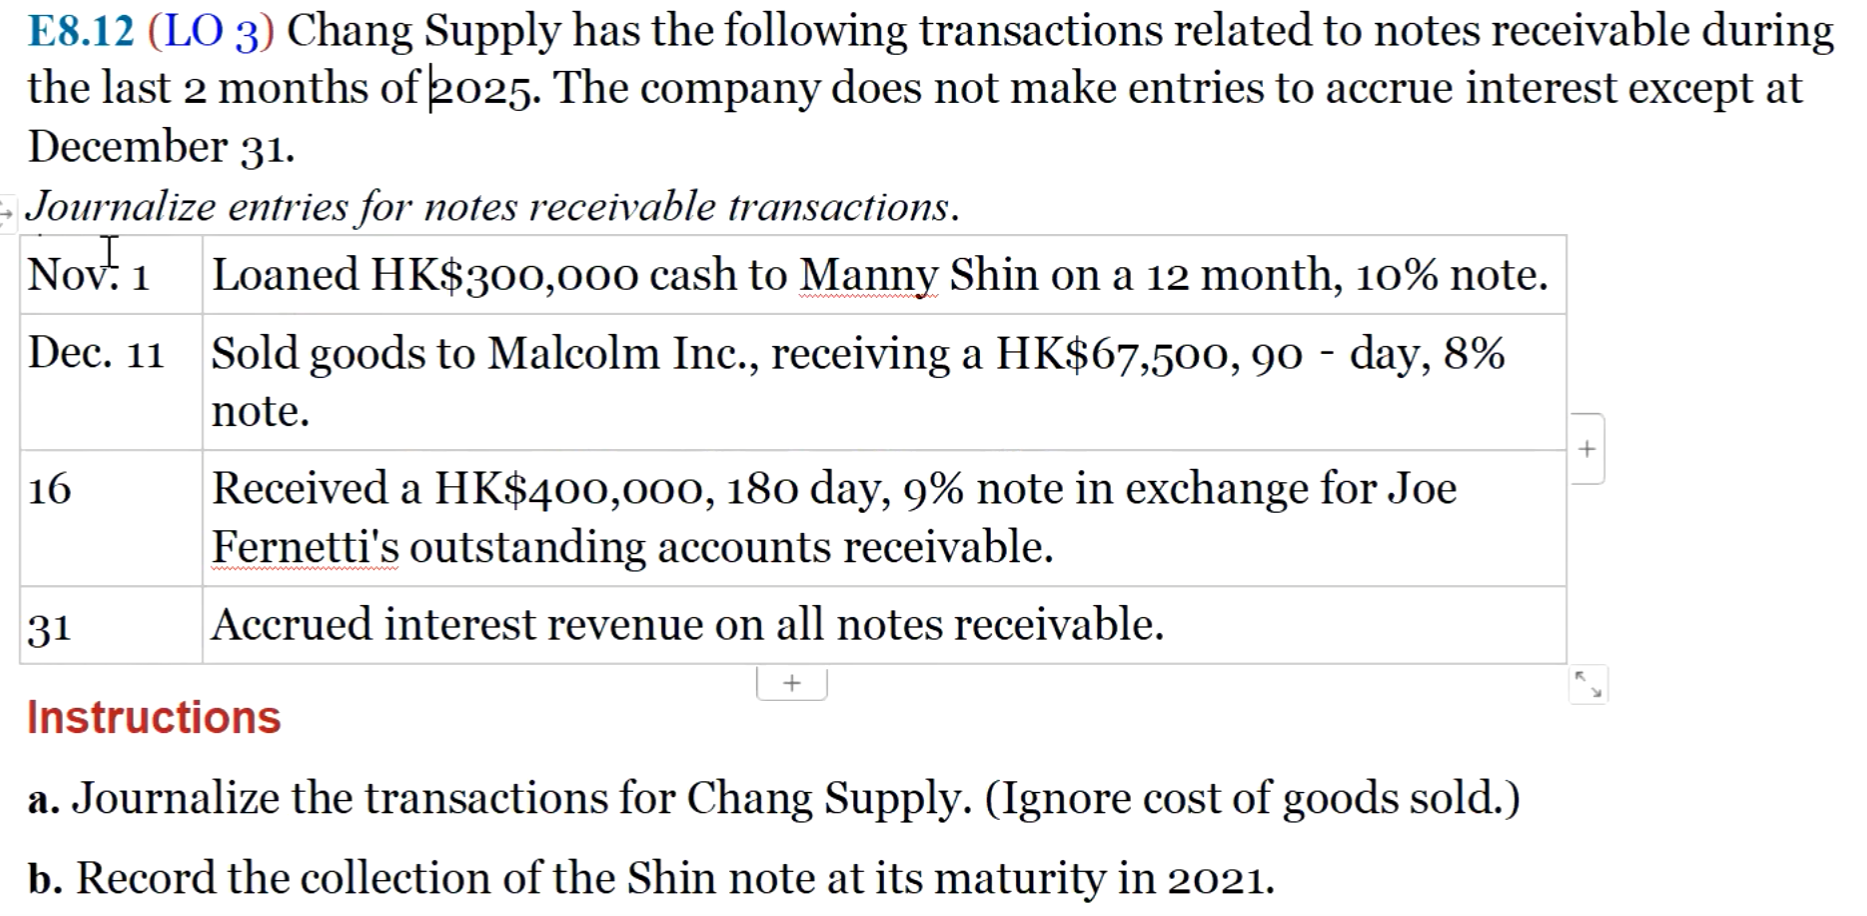 E8.12 (LO 3) Chang Supply has the following transactions related to notes receivable during
the last 2 months of 2025. The company does not make entries to accrue interest except at
December 31.
Journalize entries for notes receivable transactions.
Nov. 1 Loaned HK$300,000 cash to Manny Shin on a 12 month, 10% note.
Dec. 11 Sold goods to Malcolm Inc., receiving a HK$67,500, 90 - day, 8%
note.
16 Received a HK$400,000, 180 day, 9% note in exchange for Joe
Fernetti's outstanding accounts receivable.
31 Accrued interest revenue on all notes receivable.
Instructions
a. Journalize the transactions for Chang Supply. (Ignore cost of goods sold.)
b. Record the collection of the Shin note at its maturity in 2021.